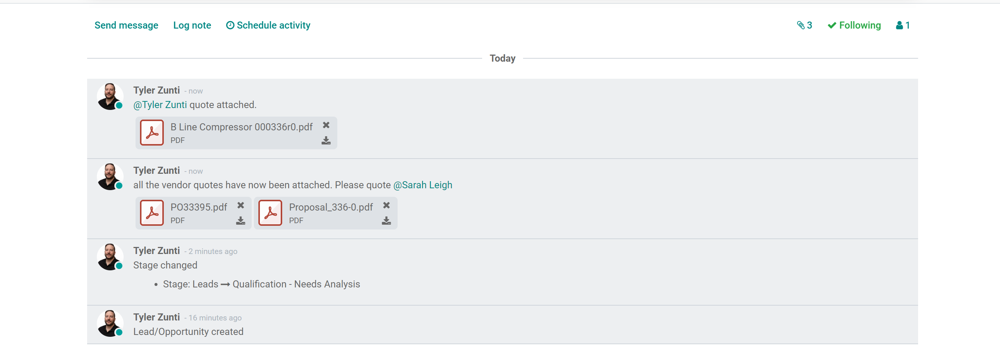 Send message Log note Schedule activity 3 Following 1
Today
Tyler Zunti - now
@Tyler Zunti quote attached.
B Line Compressor 000336r0.pdf
PDF
Tyler Zunti - now
all the vendor quotes have now been attached. Please quote @Sarah Leigh
PO33395.pdf Proposal_336-0.pdf
PDF PDF
Tyler Zunti - 2 minutes ago
Stage changed
• Stage: Leads → Qualification - Needs Analysis
Tyler Zunti - 16 minutes ago
Lead/Opportunity created